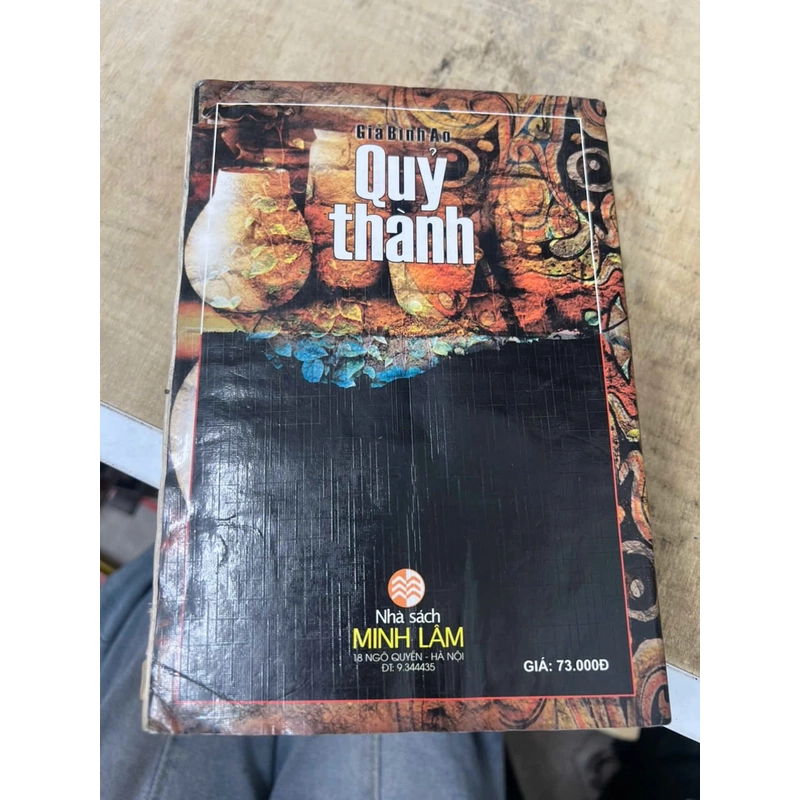 Giả Bình Ao
Quỷ
thành
Nhà sách
MINH LÂM
18 NGÔ QUYỀN - HÀ NỘI
ĐT: 9.344435
GIÁ: 73.000Đ